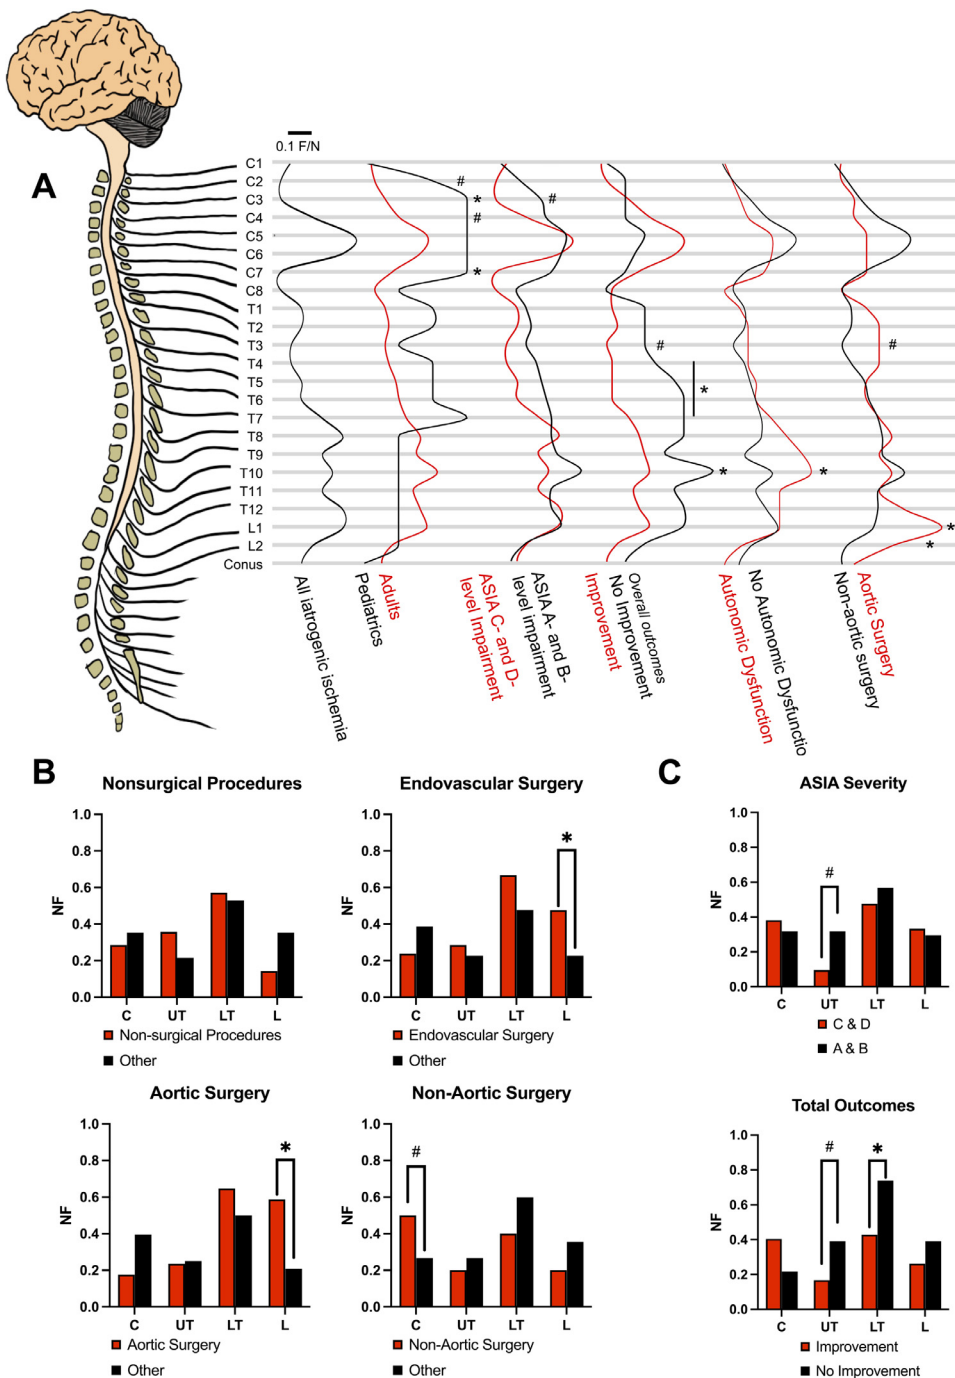 0.1 F/N
A
C1
C2
C3
C4
C5
C6
C7
C8
T1
T2
T3
T4
T5
T6
T7
T8
T9
T10
T11
T12
L1
L2
Conus
#
*
#
*
#
#
*
*
*
#
*
*
All iatrogenic ischemia
Pediatrics
Adults
ASIA C- and D-
level Impairment
ASIA A- and B-
level impairment
Improvement
No Improvement
Overall outcomes
Autonomic Dysfunction
No Autonomic Dysfunctio
Non-aortic surgery
Aortic Surgery
B
Nonsurgical Procedures
NF
1.0
0.8
0.6
0.4
0.2
0.0
C UT LT L
Non-surgical Procedures
Other
Endovascular Surgery
NF
1.0
0.8
0.6
0.4
0.2
0.0
*
C UT LT L
Endovascular Surgery
Other
Aortic Surgery
NF
1.0
0.8
0.6
0.4
0.2
0.0
*
C UT LT L
Aortic Surgery
Other
Non-Aortic Surgery
NF
1.0
0.8
0.6
0.4
0.2
0.0
#
C UT LT L
Non-Aortic Surgery
Other
C
ASIA Severity
NF
1.0
0.8
0.6
0.4
0.2
0.0
#
C UT LT L
C & D
A & B
Total Outcomes
NF
1.0
0.8
0.6
0.4
0.2
0.0
# *
C UT LT L
Improvement
No Improvement